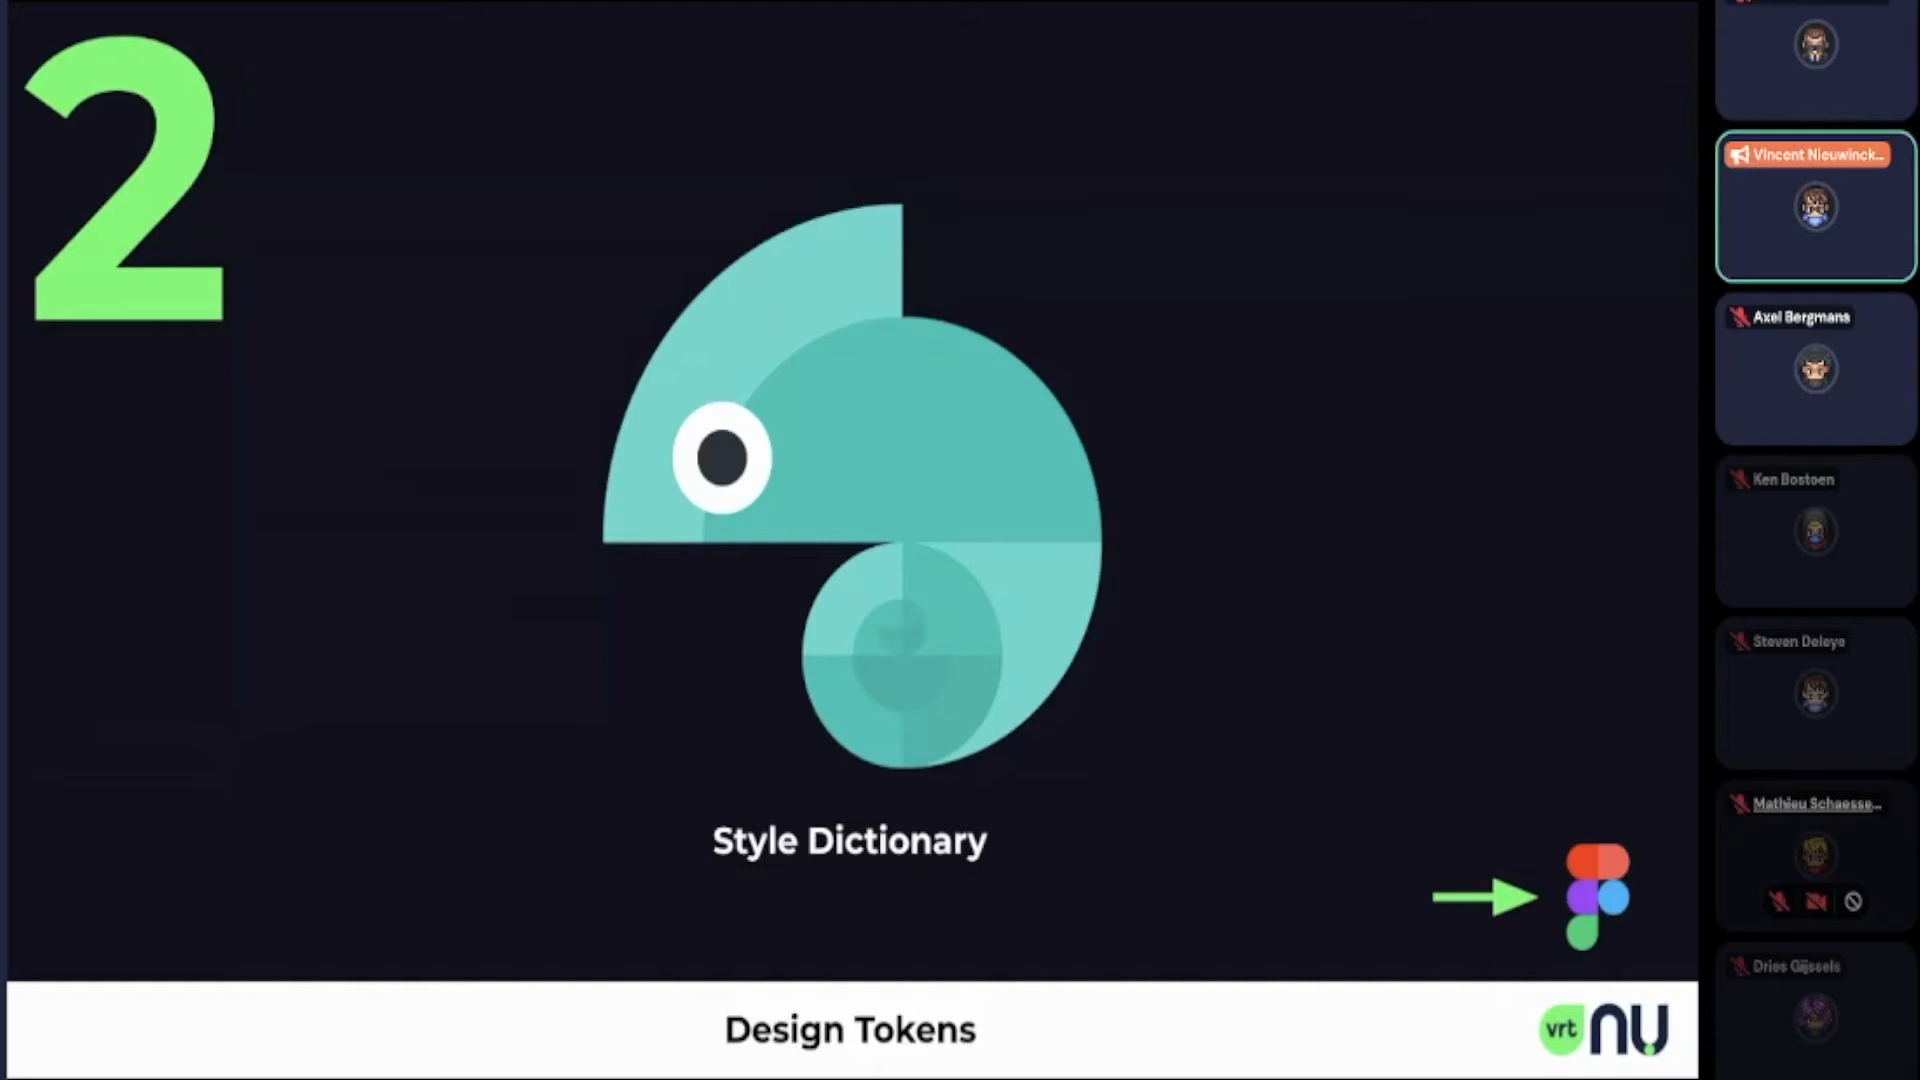 2
Style Dictionary
Design Tokens
vrt nu
Vincent Nieuwinck...
Axel Bergmans
Ken Bostoen
Steven Deleye
Mathieu Schaesse...
Dries Gijssels